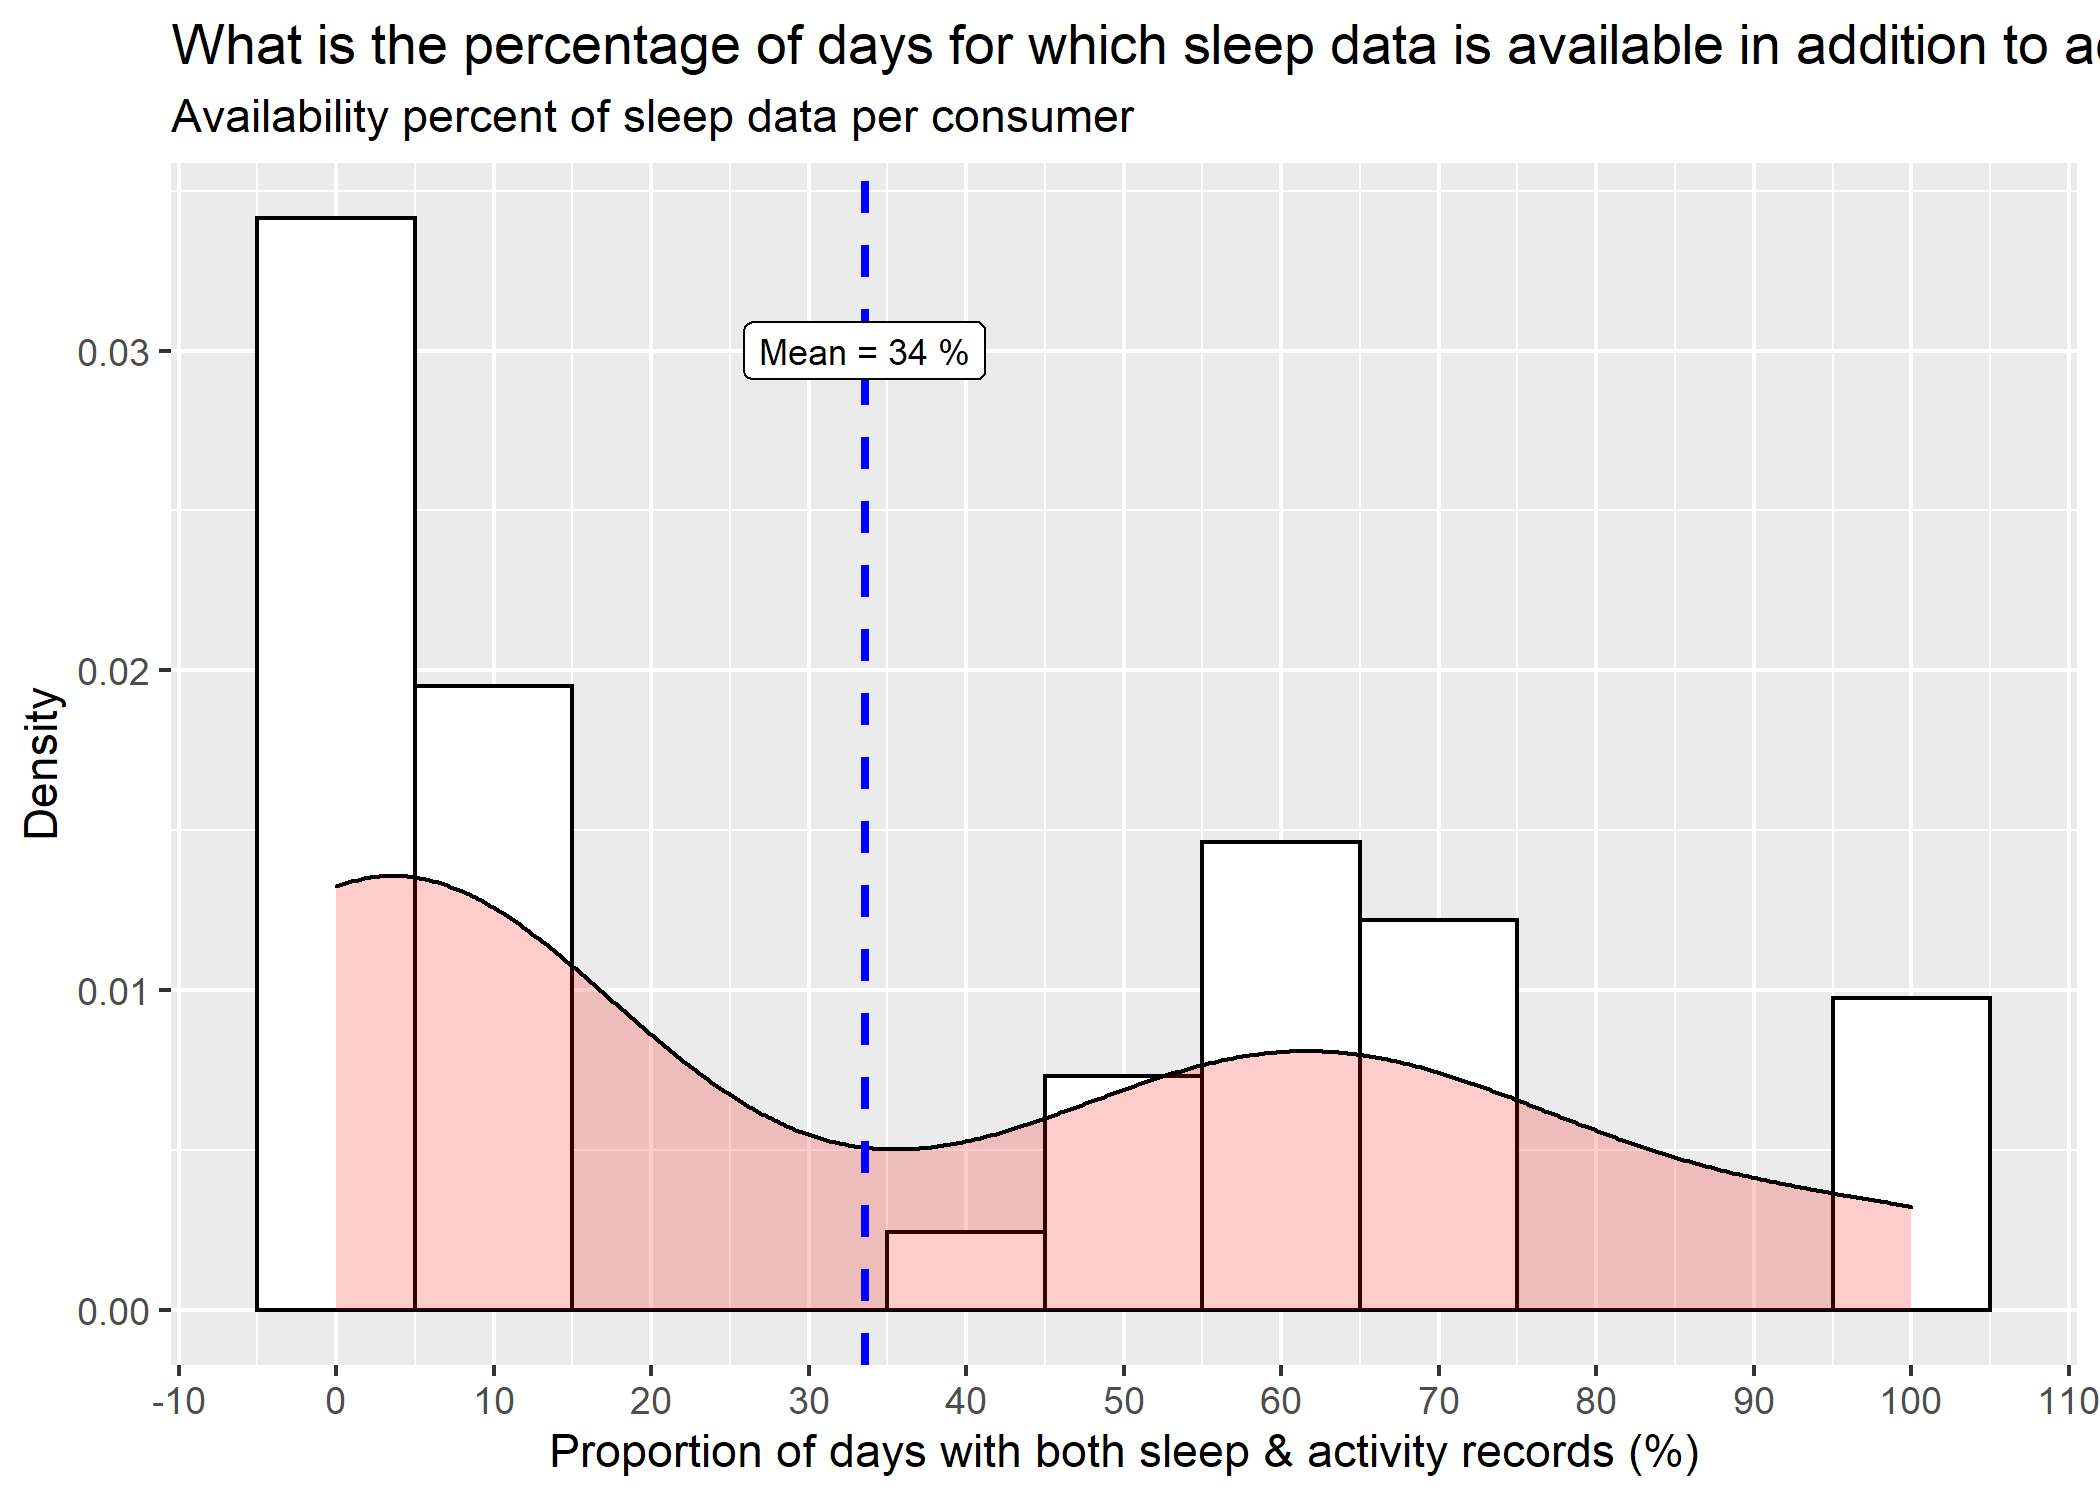 What is the percentage of days for which sleep data is available in addition to
Availability percent of sleep data per consumer
Density
0.03
0.02
0.01
0.00
Mean = 34 %
-10 0 10 20 30 40 50 60 70 80 90 100 110
Proportion of days with both sleep & activity records (%)